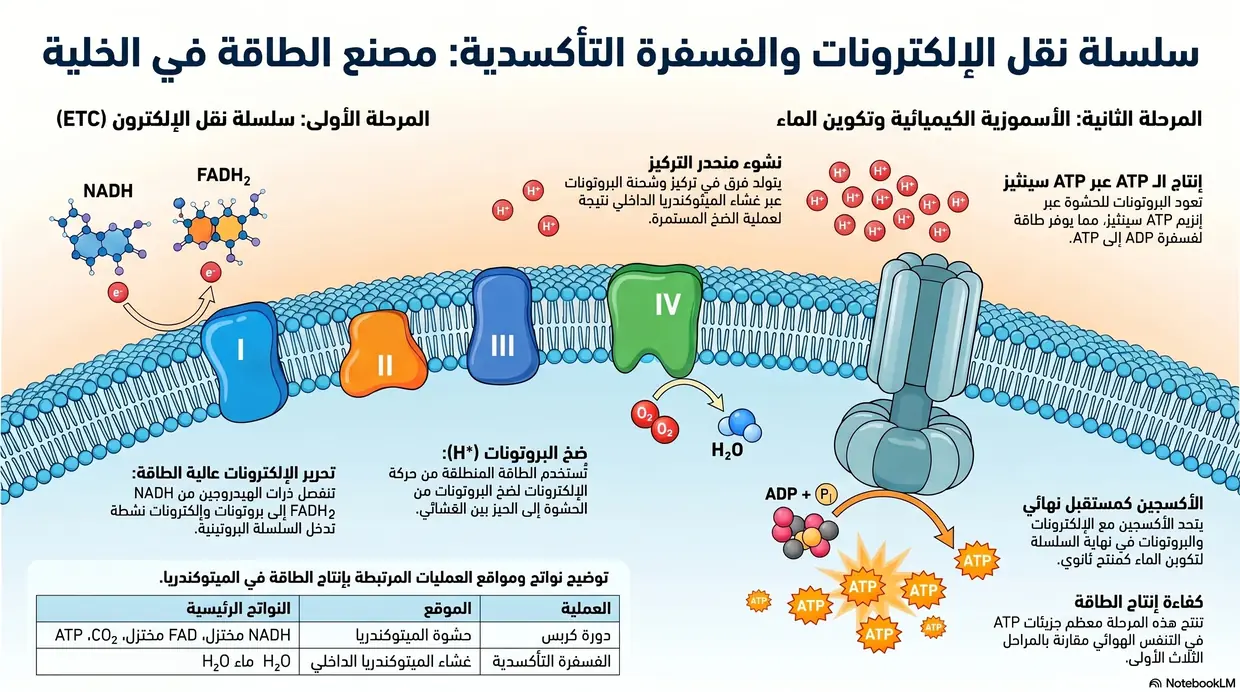 سلسلة نقل الإلكترونات والفسفرة التأكسدية: مصنع الطاقة في الخلية
المرحلة الثانية: الأسموزية الكيميائية وتكوين الماء
المرحلة الأولى: سلسلة نقل الإلكترون (ETC)
إنتاج الـ ATP عبر ATP سينثيز
تعود البروتونات للحشوة عبر
إنزيم ATP سينثيز، مما يوفر طاقة
لفسفرة ADP إلى ATP.
H⁺
H⁺
H⁺
H⁺
H⁺
H⁺
H⁺
H⁺
H⁺
H⁺
نشوء منحدر التركيز
يتولد فرق في تركيز وشحنة البروتونات
عبر غشاء الميتوكندريا الداخلي نتيجة
لعملية الضخ المستمرة.
H⁺
H⁺
H⁺
FADH₂
NADH
e⁻
e⁻
I
II
III
IV
O₂
O₂
H₂O
ضخ البروتونات (H*):
تُستخدم الطاقة المنطلقة من حركة
الإلكترونات لضخ البروتونات من
الحشوة إلى الحيز بين الغشائي.
تحرير الإلكترونات عالية الطاقة:
تنفصل ذرات الهيدروجين من NADH
FADH₂ إلى بروتونات وإلكترونات نشطة
تدخل السلسلة البروتينية.
ADP + Pᵢ
ATP
ATP
ATP
ATP
ATP
ATP
ATP
الأكسجين كمستقبل نهائي
يتحد الأكسجين مع الإلكترونات
والبروتونات في نهاية السلسلة
لتكوين الماء كمنتج ثانوي.
كفاءة إنتاج الطاقة
تنتج هذه المرحلة معظم جزيئات ATP
في التنفس الهوائي مقارنة بالمراحل
الثلاث الأولى.
توضيح نواتج ومواقع العمليات المرتبطة بإنتاج الطاقة في الميتوكندريا.
العملية الموقع النواتج الرئيسية
دورة كربس حشوة الميتوكندريا NADH مختزل، FAD مختزل، CO₂، ATP
الفسفرة التأكسدية غشاء الميتوكندريا الداخلي H₂O ماء H₂O
NotebookLM